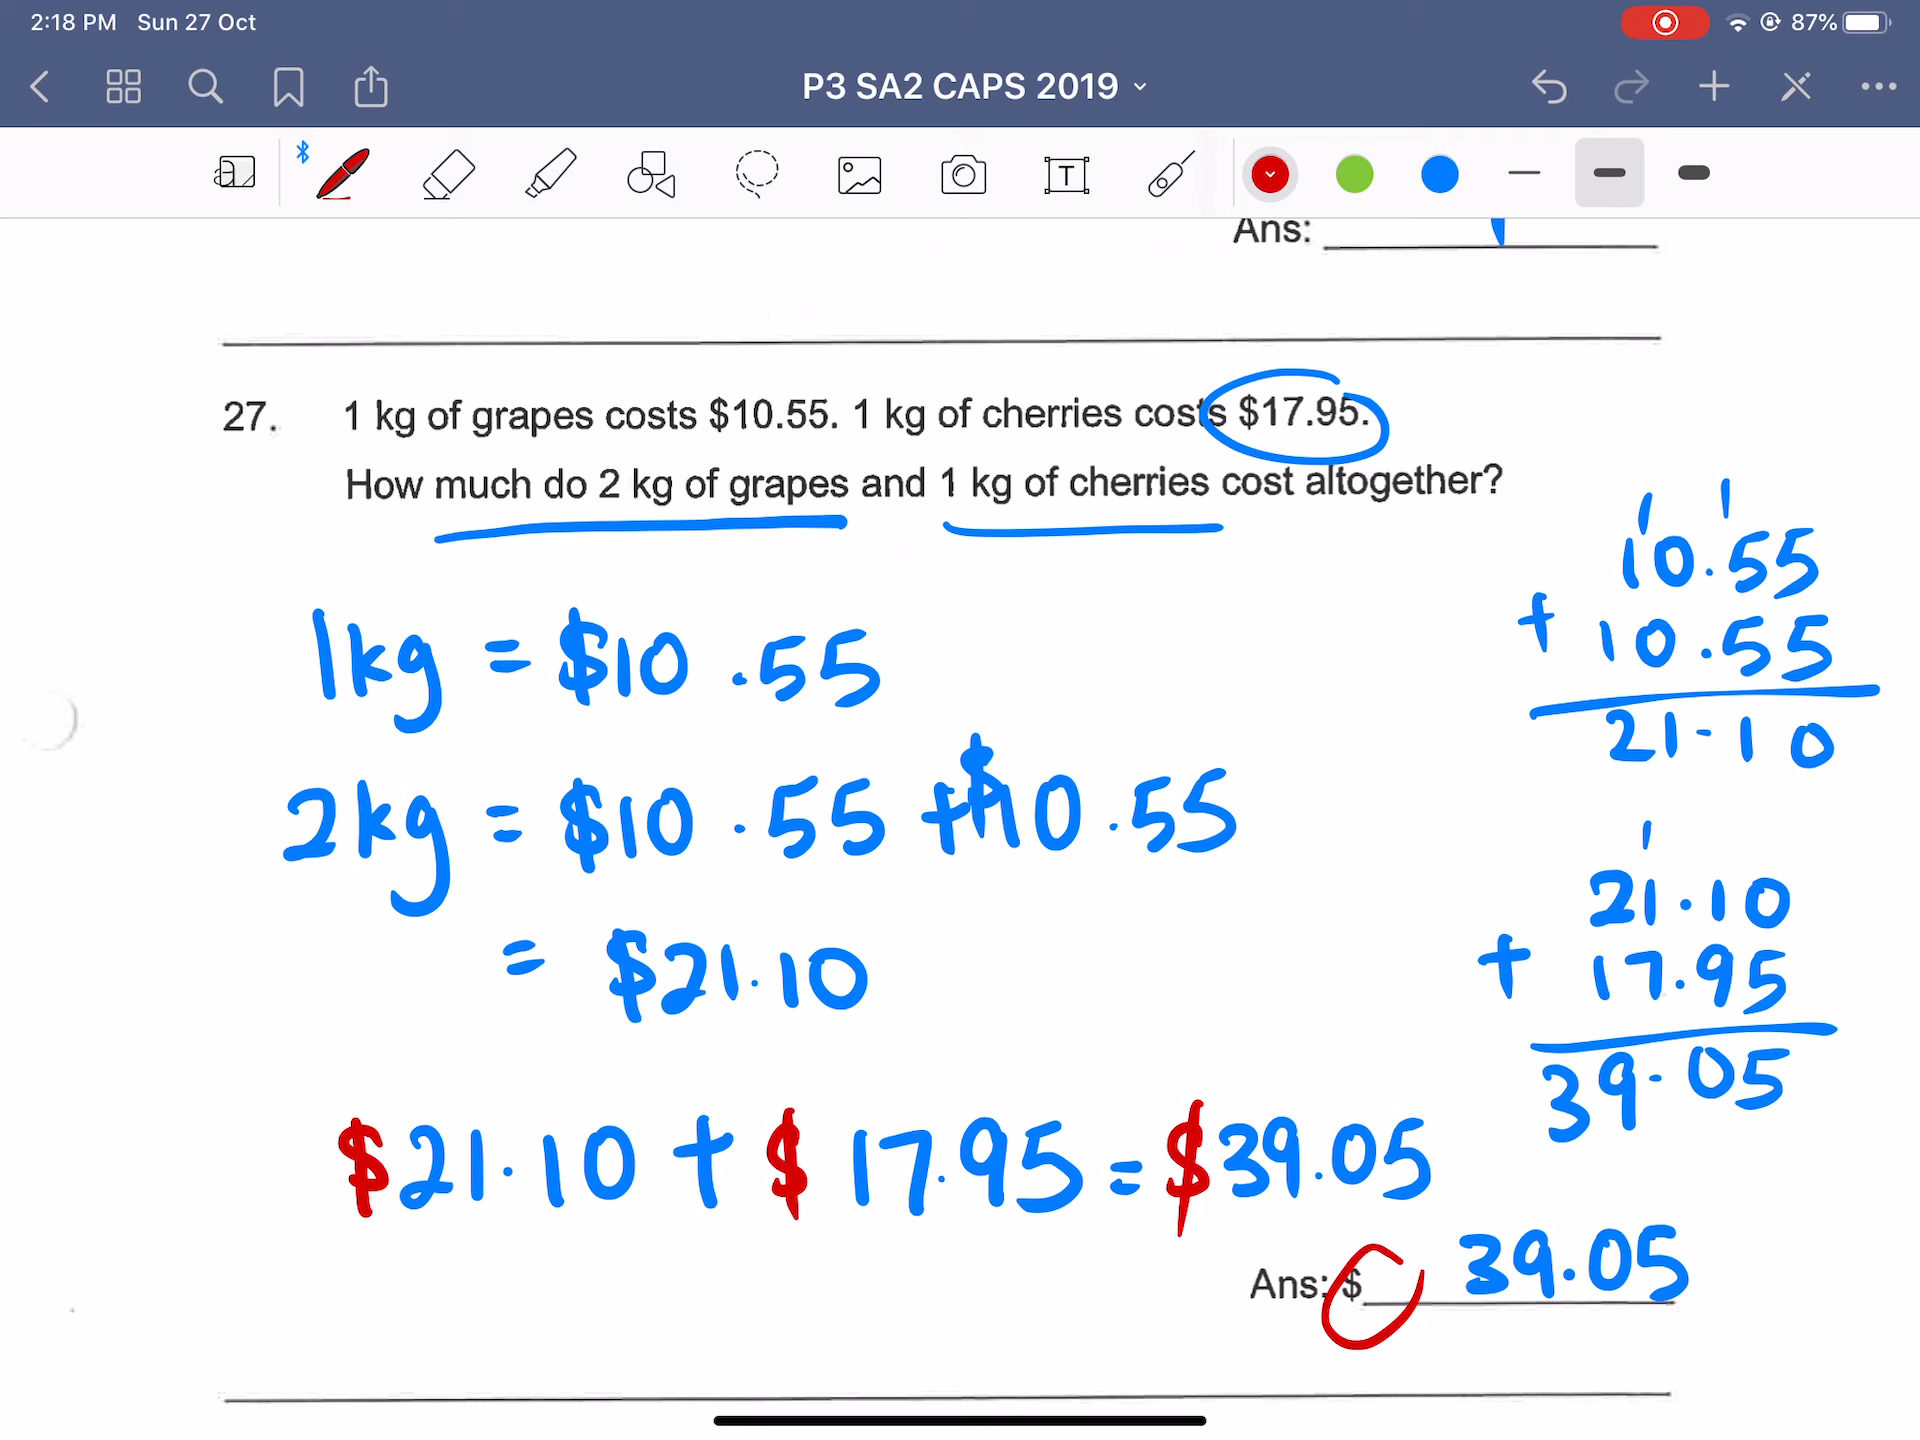 2:18 PM Sun 27 Oct
87%
P3 SA2 CAPS 2019
Ans:
27. 1 kg of grapes costs $10.55. 1 kg of cherries costs $17.95.
How much do 2 kg of grapes and 1 kg of cherries cost altogether?
1kg = $10.55
2kg = $10.55 + $10.55
= $21.10
1 1
10.55
+ 10.55
21.10
1
21.10
+ 17.95
39.05
$21.10 + $17.95 = $39.05
Ans: $ 39.05